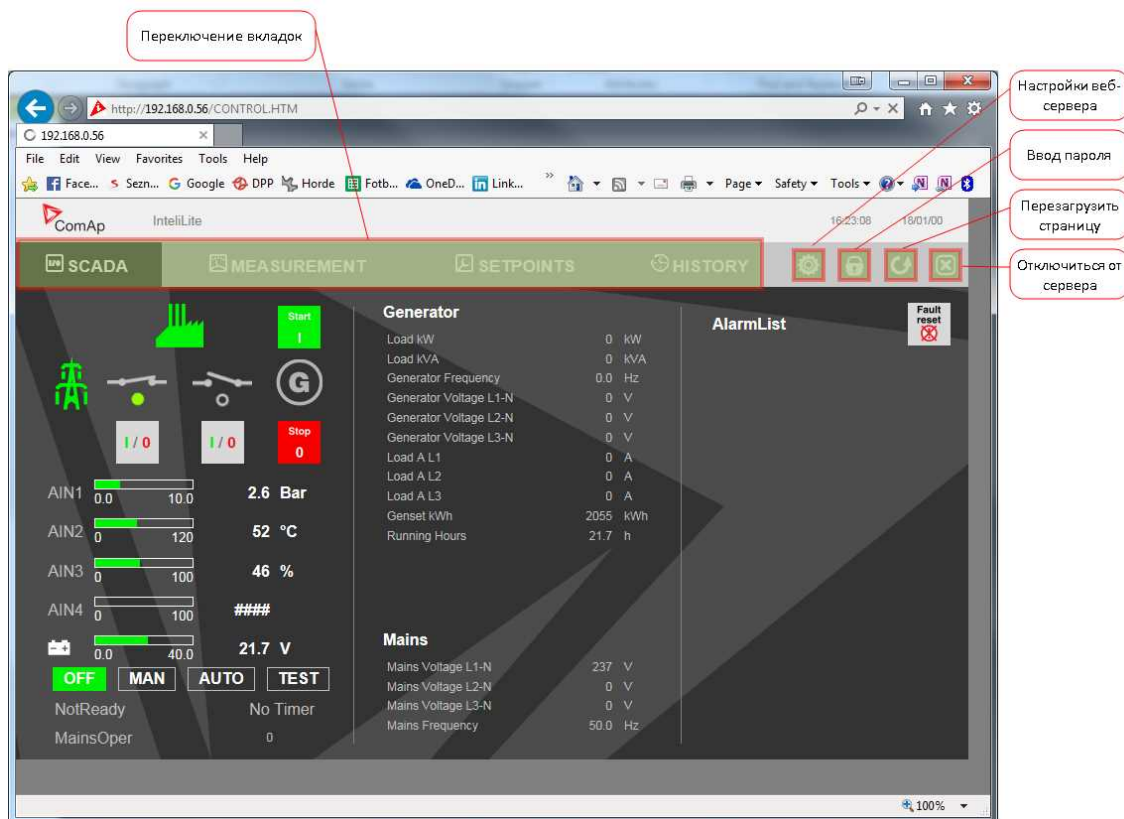 Переключение вкладок
Настройки веб-
сервера
Ввод пароля
Перезагрузить
страницу
Отключиться от
сервера
http://192.168.0.56/CONTROL.HTM
192.168.0.56
File Edit View Favorites Tools Help
Face... Sezn... Google DPP Horde Fotb... OneD... Link... » Page Safety Tools
ComAp InteliLite 16:23:08 18/01/00
SCADA MEASUREMENT SETPOINTS HISTORY
Start
I
G
I / 0 I / 0
Stop
0
AIN1 0.0 10.0 2.6 Bar
AIN2 0 120 52 °C
AIN3 0 100 46 %
AIN4 0 100 ####
0.0 40.0 21.7 V
OFF MAN AUTO TEST
NotReady No Timer
MainsOper 0
Generator
Load kW 0 kW
Load kVA 0 kVA
Generator Frequency 0.0 Hz
Generator Voltage L1-N 0 V
Generator Voltage L2-N 0 V
Generator Voltage L3-N 0 V
Load A L1 0 A
Load A L2 0 A
Load A L3 0 A
Genset kWh 2055 kWh
Running Hours 21.7 h
Mains
Mains Voltage L1-N 237 V
Mains Voltage L2-N 0 V
Mains Voltage L3-N 0 V
Mains Frequency 50.0 Hz
AlarmList
Fault
reset
100%